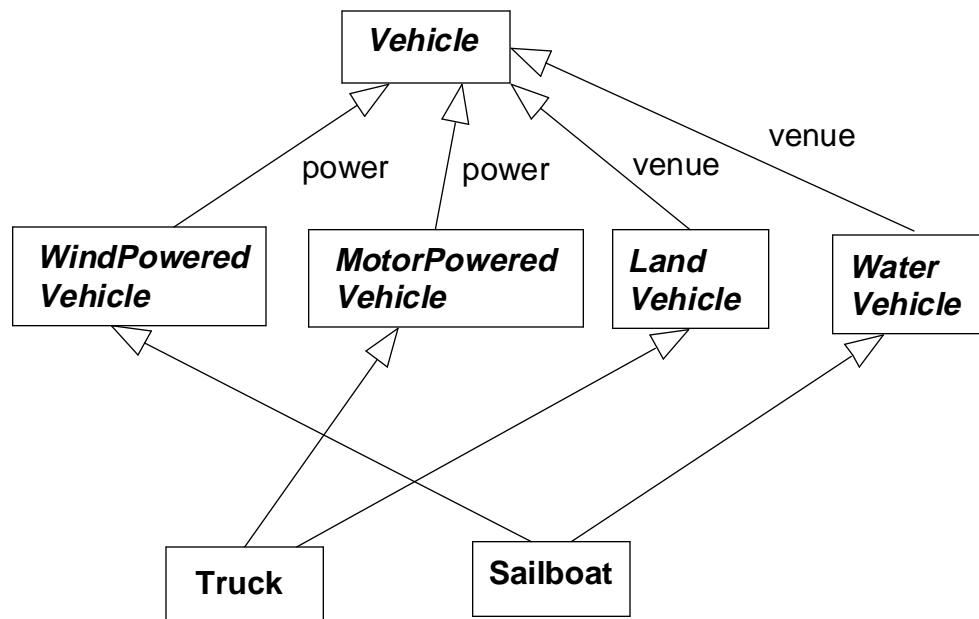 Vehicle
venue
power
power
venue
WindPowered
Vehicle
MotorPowered
Vehicle
Land
Vehicle
Water
Vehicle
Truck
Sailboat